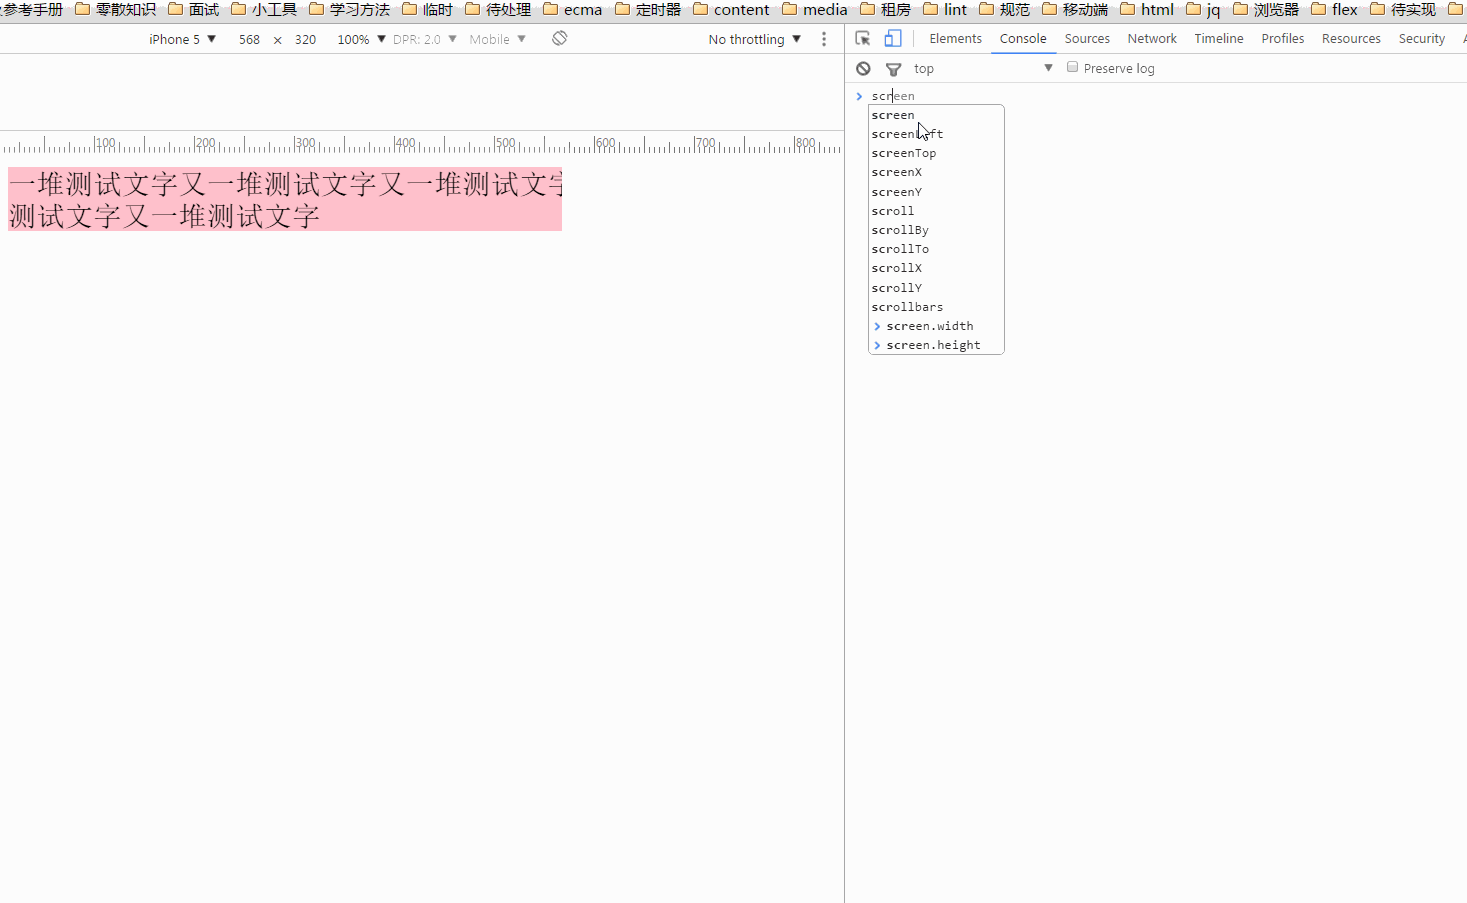 参考手册 零散知识 面试 小工具 学习方法 临时 待处理 ecma 定时器 content media 租房 lint 规范 移动端 html jq 浏览器 flex 待实现
iPhone 5 ▼ 568 × 320 100% ▼ DPR: 2.0 ▼ Mobile ▼ No throttling ▼
Elements Console Sources Network Timeline Profiles Resources Security
top ▼ Preserve log
100 200 300 400 500 600 700 800
一堆测试文字又一堆测试文字又一堆测试文字
测试文字又一堆测试文字
> screen
screen
screenLeft
screenTop
screenX
screenY
scroll
scrollBy
scrollTo
scrollX
scrollY
scrollbars
> screen.width
> screen.height